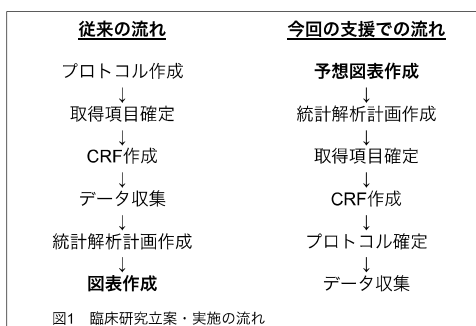 従来の流れ
プロトコル作成
↓
取得項目確定
↓
CRF作成
↓
データ収集
↓
統計解析計画作成
↓
図表作成
今回の支援での流れ
予想図表作成
↓
統計解析計画作成
↓
取得項目確定
↓
CRF作成
↓
プロトコル確定
↓
データ収集
図1 臨床研究立案・実施の流れ